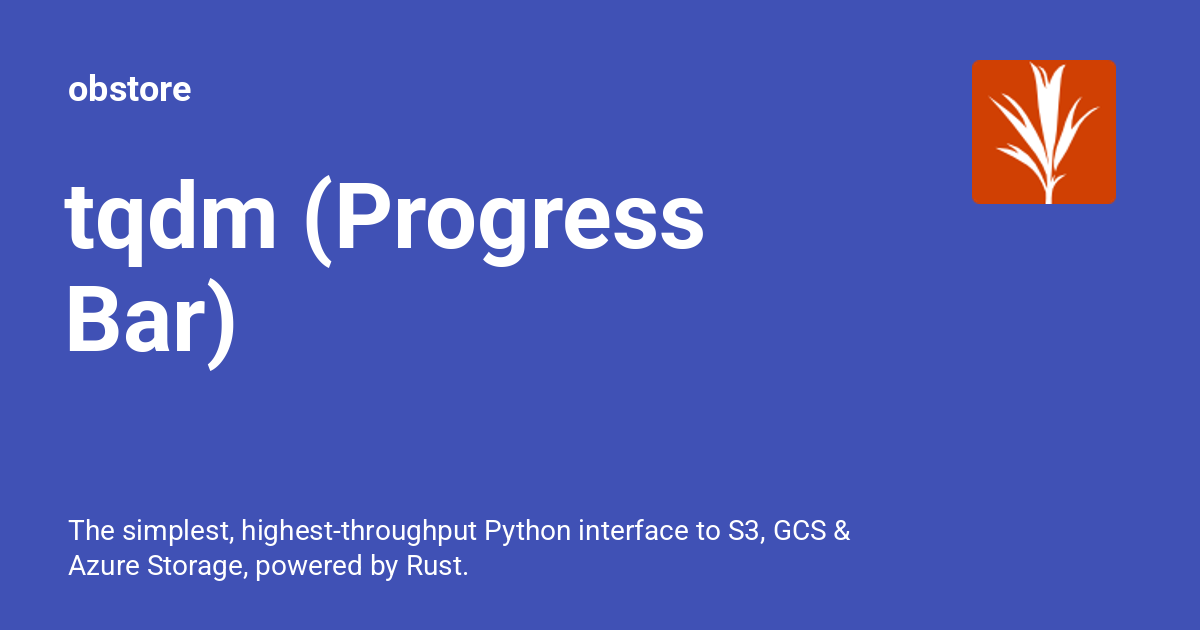 obstore
tqdm (Progress
Bar)
The simplest, highest-throughput Python interface to S3, GCS &
Azure Storage, powered by Rust.